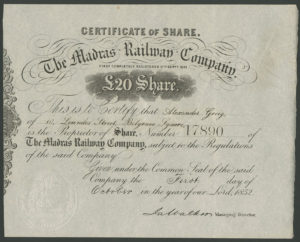 CERTIFICATE OF SHARE.
The Madras Railway Company
£20 Share.
This is to Certify that Alexander
of 10, Lowndes Street, Belgrave Square
is the Proprietor of Share, Number 17890 of
The Madras Railway Company, subject to the Regulations
of the said Company.
Given under the Common Seal of the said
Company the First day of
October in the year of our Lord, 1852.
Managing Director.